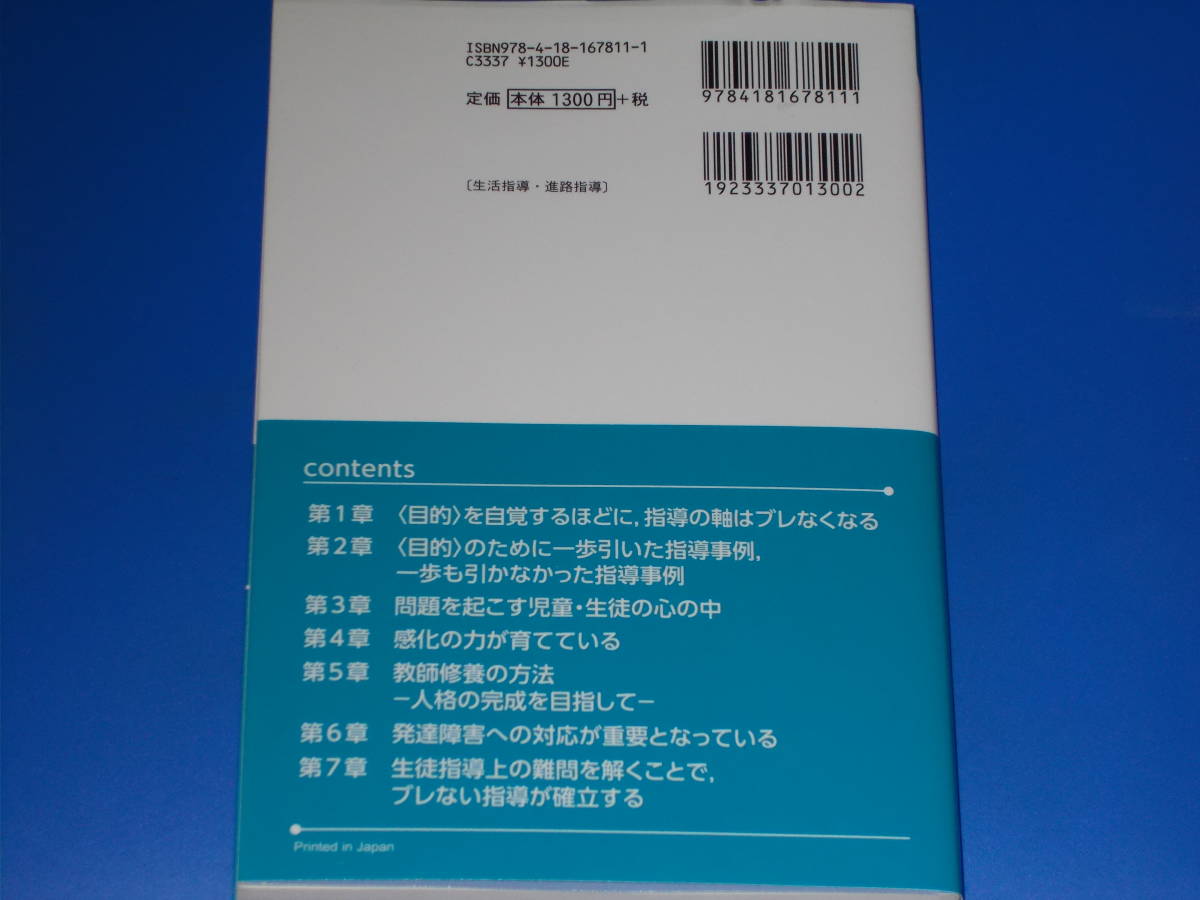 ISBN978-4-18-167811-1
C3337 ¥1300E
定価 本体 1300円+税
9784181678111
〔生活指導・進路指導〕
1923337013002
contents
第1章 〈目的〉を自覚するほどに,指導の軸はブレなくなる
第2章 〈目的〉のために一歩引いた指導事例,
一歩も引かなかった指導事例
第3章 問題を起こす児童・生徒の心の中
第4章 感化の力が育てている
第5章 教師修養の方法
−人格の完成を目指して−
第6章 発達障害への対応が重要となっている
第7章 生徒指導上の難問を解くことで,
ブレない指導が確立する
Printed in Japan